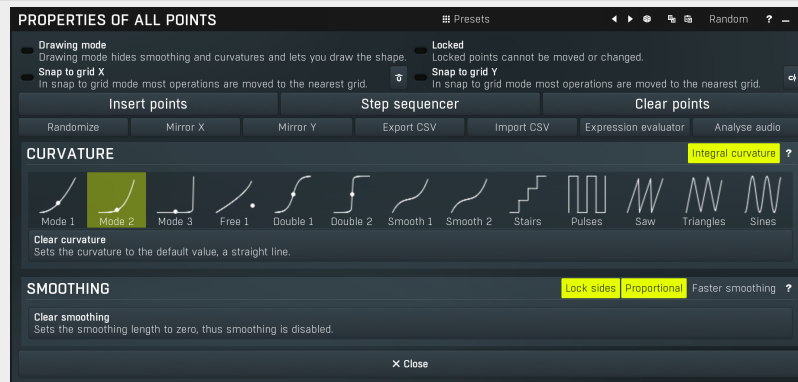 PROPERTIES OF ALL POINTS
Presets
Random ?
Drawing mode
Drawing mode hides smoothing and curvatures and lets you draw the shape.
Locked
Locked points cannot be moved or changed.
Snap to grid X
In snap to grid mode most operations are moved to the nearest grid.
Snap to grid Y
In snap to grid mode most operations are moved to the nearest grid.
Insert points
Step sequencer
Clear points
Randomize
Mirror X
Mirror Y
Export CSV
Import CSV
Expression evaluator
Analyse audio
CURVATURE
Integral curvature ?
Mode 1
Mode 2
Mode 3
Free 1
Double 1
Double 2
Smooth 1
Smooth 2
Stairs
Pulses
Saw
Triangles
Sines
Clear curvature
Sets the curvature to the default value, a straight line.
SMOOTHING
Lock sides
Proportional
Faster smoothing ?
Clear smoothing
Sets the smoothing length to zero, thus smoothing is disabled.
Close